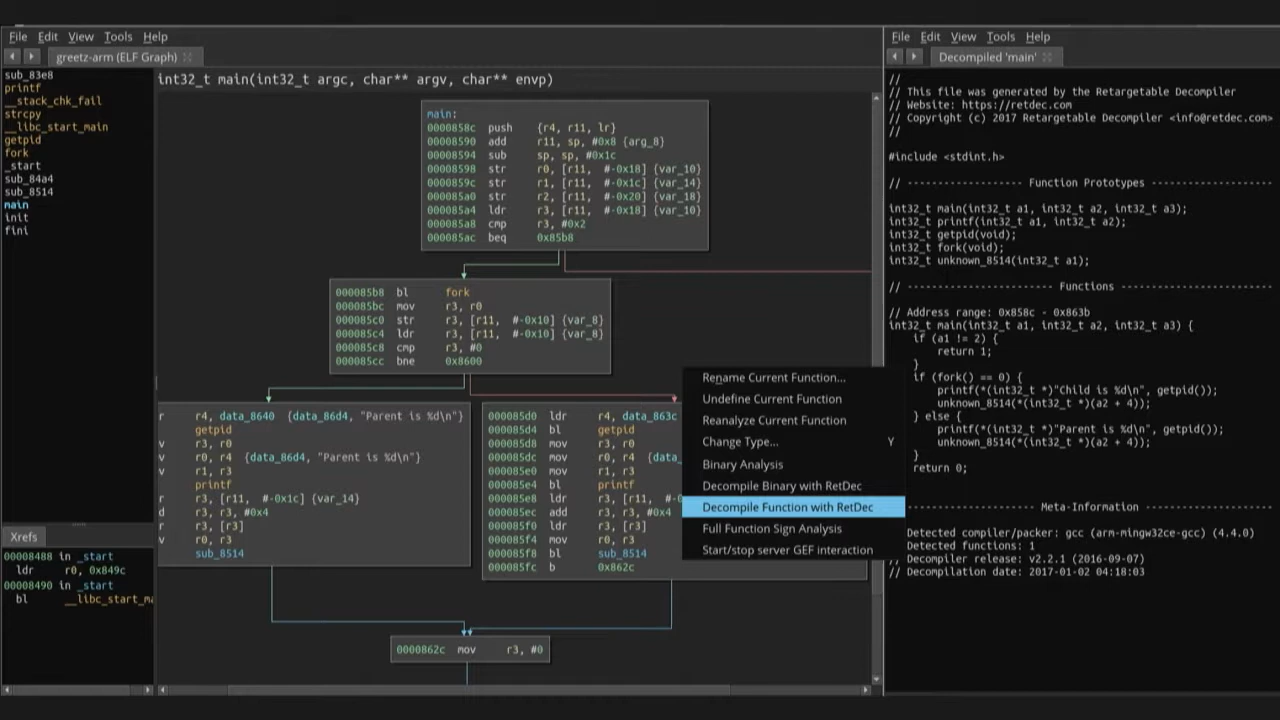 File Edit View Tools Help
greetz-arm (ELF Graph)
sub_83e8
printf
__stack_chk_fail
strcpy
__libc_start_main
getpid
fork
_start
sub_84a4
sub_8514
main
init
fini
Xrefs
00008488 in _start
ldr r0, 0x849c
00008490 in _start
bl __libc_start_ma
int32_t main(int32_t argc, char** argv, char** envp)
main:
0000858c push {r4, r11, lr}
00008590 add r11, sp, #0x8 {arg_8}
00008594 sub sp, sp, #0x1c
00008598 str r0, [r11, #-0x18] {var_10}
0000859c str r1, [r11, #-0x1c] {var_14}
000085a0 str r2, [r11, #-0x20] {var_18}
000085a4 ldr r3, [r11, #-0x18] {var_10}
000085a8 cmp r3, #0x2
000085ac beq 0x85b8
000085b8 bl fork
000085bc mov r3, r0
000085c0 str r3, [r11, #-0x10] {var_8}
000085c4 ldr r3, [r11, #-0x10] {var_8}
000085c8 cmp r3, #0
000085cc bne 0x8600
r r4, data_8640 {data_86d4, "Parent is %d\n"}
getpid
v r3, r0
v r0, r4 {data_86d4, "Parent is %d\n"}
v r1, r3
printf
r r3, [r11, #-0x1c] {var_14}
d r3, r3, #0x4
r r3, [r3]
v r0, r3
sub_8514
000085d0 ldr r4, data_863c
000085d4 bl getpid
000085d8 mov r3, r0
000085dc mov r0, r4 {data_
000085e0 mov r1, r3
000085e4 bl printf
000085e8 ldr r3, [r11, #-0
000085ec add r3, r3, #0x4
000085f0 ldr r3, [r3]
000085f4 mov r0, r3
000085f8 bl sub_8514
000085fc b 0x862c
0000862c mov r3, #0
Rename Current Function...
Undefine Current Function
Reanalyze Current Function
Change Type... Y
Binary Analysis
Decompile Binary with RetDec
Decompile Function with RetDec
Full Function Sign Analysis
Start/stop server GEF interaction
File Edit View Tools Help
Decompiled 'main'
//
// This file was generated by the Retargetable Decompiler
// Website: https://retdec.com
// Copyright (c) 2017 Retargetable Decompiler <info@retdec.com>
//
#include <stdint.h>
// ------------------- Function Prototypes --------------------
int32_t main(int32_t a1, int32_t a2, int32_t a3);
int32_t printf(int32_t a1, int32_t a2);
int32_t getpid(void);
int32_t fork(void);
int32_t unknown_8514(int32_t a1);
// ------------------------ Functions --------------------------
// Address range: 0x858c - 0x863b
int32_t main(int32_t a1, int32_t a2, int32_t a3) {
if (a1 != 2) {
return 1;
}
if (fork() == 0) {
printf(*(int32_t *)"Child is %d\n", getpid());
unknown_8514(*(int32_t *)(a2 + 4));
} else {
printf(*(int32_t *)"Parent is %d\n", getpid());
unknown_8514(*(int32_t *)(a2 + 4));
}
return 0;
--------------------- Meta-Information ----------------------
Detected compiler/packer: gcc (arm-mingw32ce-gcc) (4.4.0)
Detected functions: 1
// Decompiler release: v2.2.1 (2016-09-07)
// Decompilation date: 2017-01-02 04:18:03